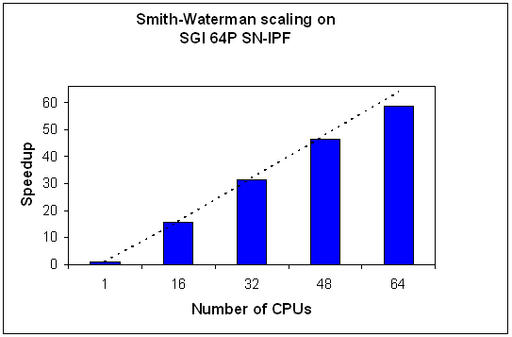 Smith-Waterman scaling on
SGI 64P SN-IPF
60
50
40
30
20
10
0
Speedup
1 16 32 48 64
Number of CPUs